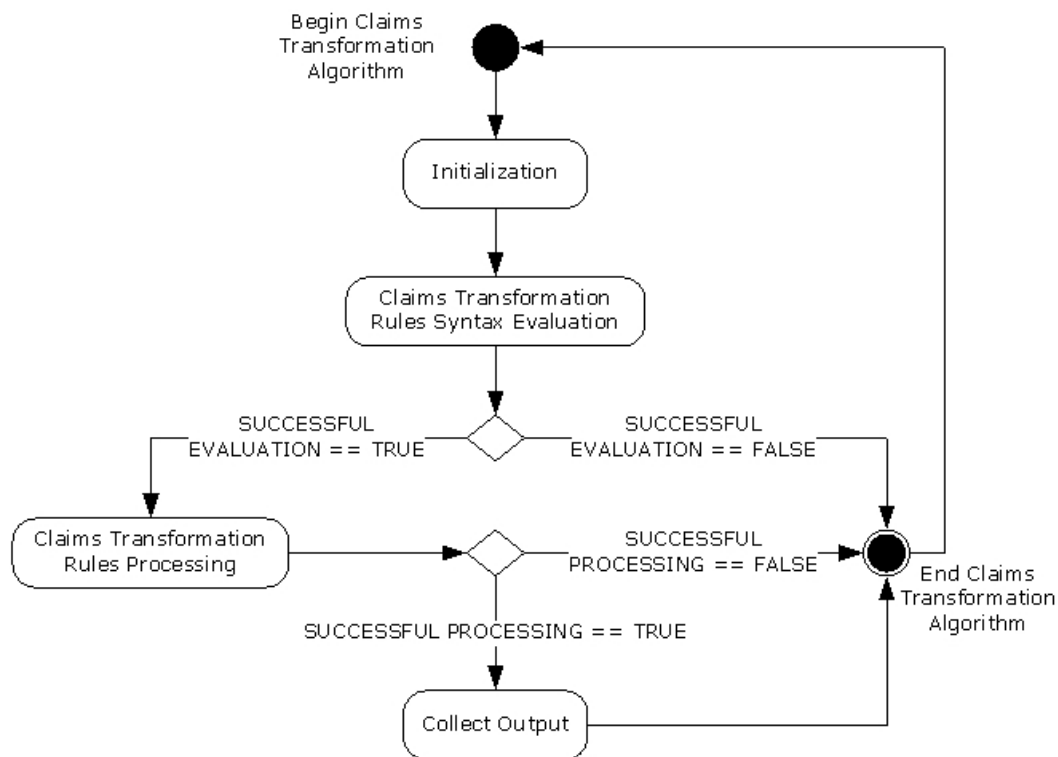 Begin Claims
Transformation
Algorithm
Initialization
Claims Transformation
Rules Syntax Evaluation
SUCCESSFUL
EVALUATION == TRUE
SUCCESSFUL
EVALUATION == FALSE
Claims Transformation
Rules Processing
SUCCESSFUL
PROCESSING == FALSE
End Claims
Transformation
Algorithm
SUCCESSFUL PROCESSING == TRUE
Collect Output